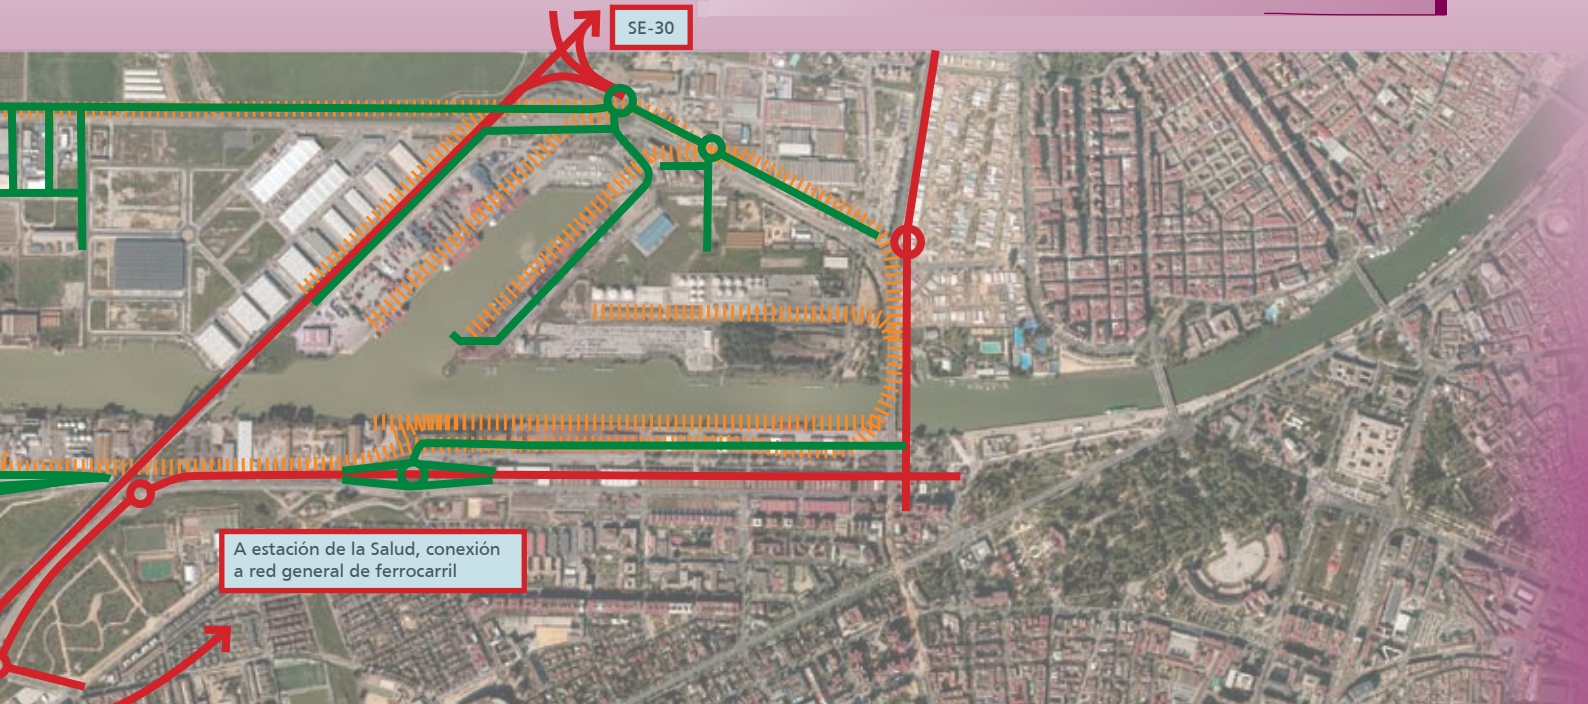 SE-30
A estación de la Salud, conexión
a red general de ferrocarril